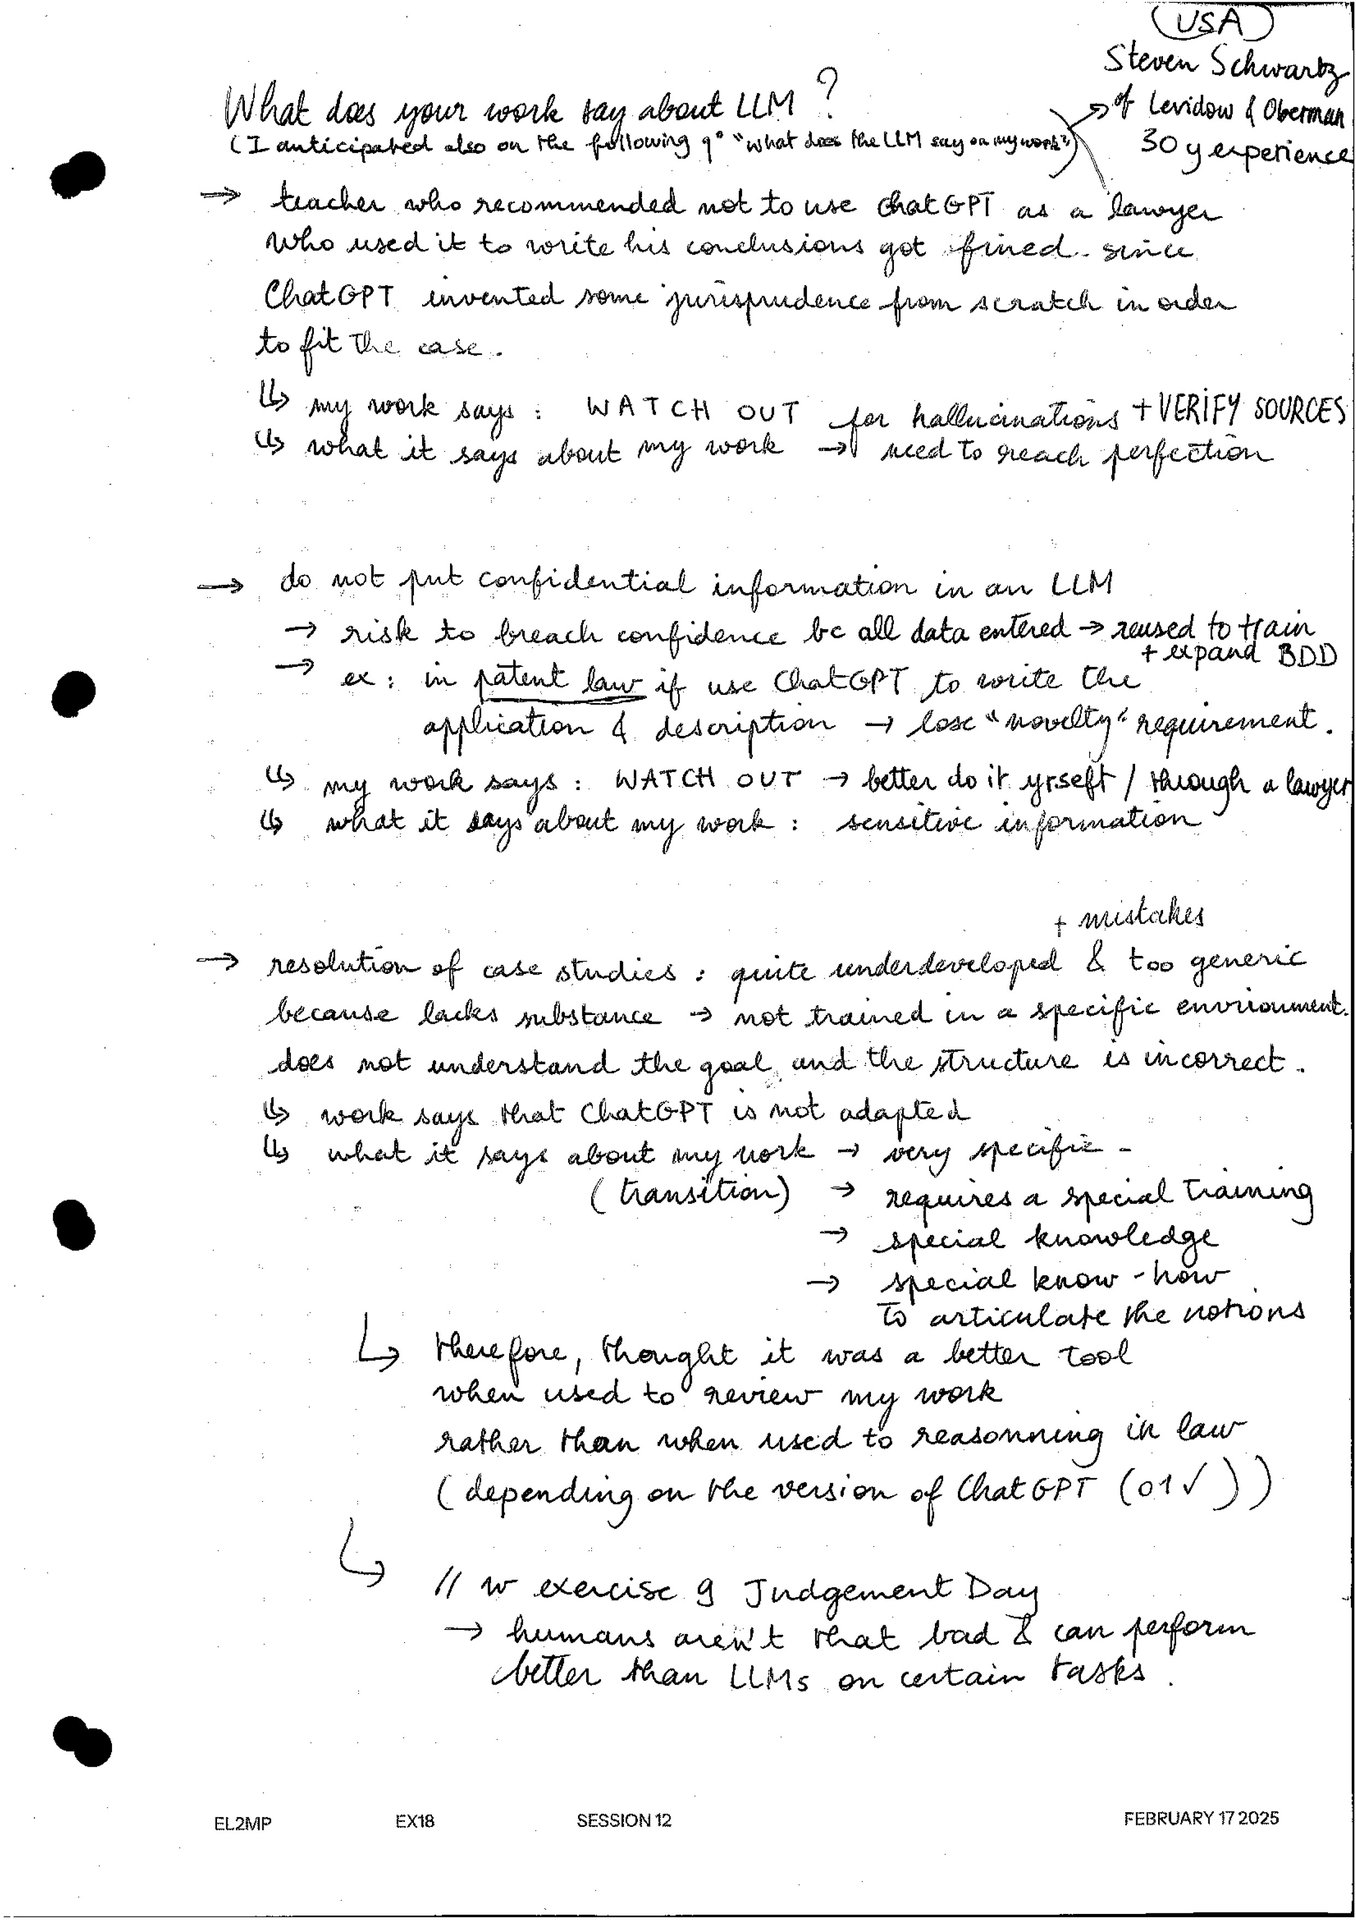 USA
Steven Schwartz
of Levidow & Oberman
30 y experience
What does your work say about LLM ?
(I anticipated also on the following q° "what does the LLM say on my work")
→ teacher who recommended not to use chatGPT as a lawyer
who used it to write his conclusions got fined since
ChatGPT invented some jurisprudence from scratch in order
to fit the case.
↳ my work says : WATCH OUT for hallucinations + VERIFY SOURCES
↳ what it says about my work → need to reach perfection
→ do not put confidential information in an LLM
→ risk to breach confidence bc all data entered → reused to train
+ expand BDD
→ ex : in patent law if use ChatGPT to write the
application & description → lose "novelty" requirement.
↳ my work says : WATCH OUT → better do it yrseft / through a lawyer
↳ what it says about my work : sensitive information
+ mistakes
→ resolution of case studies : quite underdeveloped & too generic
because lacks substance → not trained in a specific envrionment.
does not understand the goal and the structure is incorrect.
↳ work says that ChatGPT is not adapted
↳ what it says about my work → very specific -
(transition) → requires a special training
→ special knowledge
→ special know-how
to articulate the notions
↳ therefore, thought it was a better tool
when used to review my work
rather than when used to reasonning in law
(depending on the version of ChatGPT (o1 √ ) )
↳ // w exercise 9 Judgement Day
→ humans aren't that bad & can perform
better than LLMs on certain tasks.
EL2MP EX18 SESSION 12 FEBRUARY 17 2025